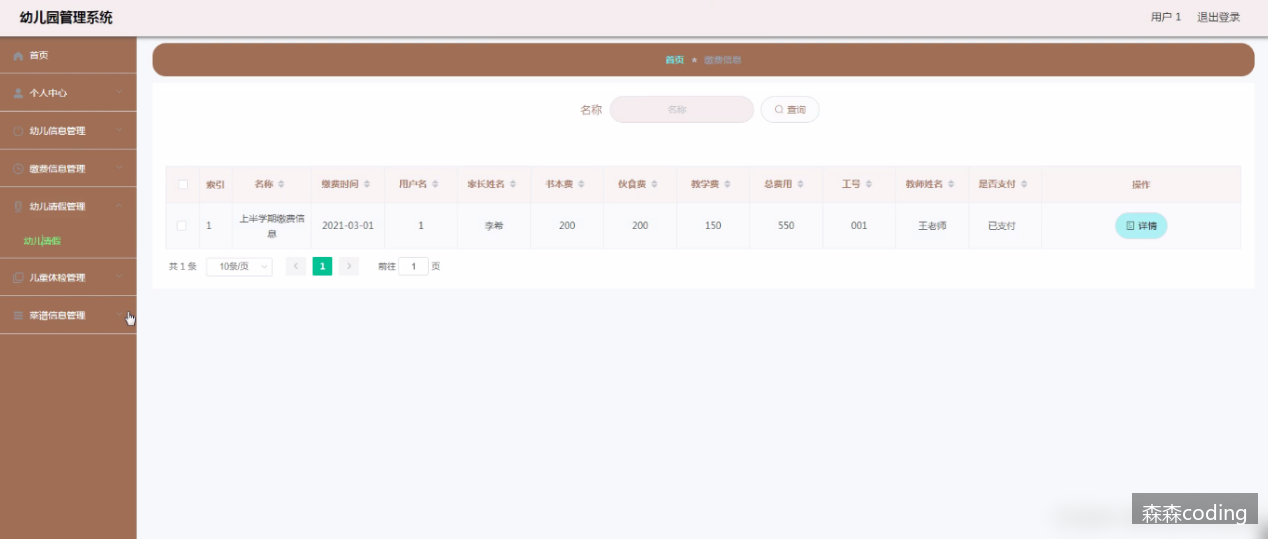 幼儿园管理系统
用户 1 退出登录
首页
个人中心
幼儿信息管理
缴费信息管理
幼儿请假管理
幼儿请假
儿童体检管理
菜谱信息管理
首页 缴费信息
名称 名称 查询
索引 名称 缴费时间 用户名 家长姓名 书本费 伙食费 教学费 总费用 工号 教师姓名 是否支付 操作
1 上半学期缴费信息 2021-03-01 1 李希 200 200 150 550 001 王老师 已支付 详情
共 1 条 10条/页 1 前往 1 页
森森coding